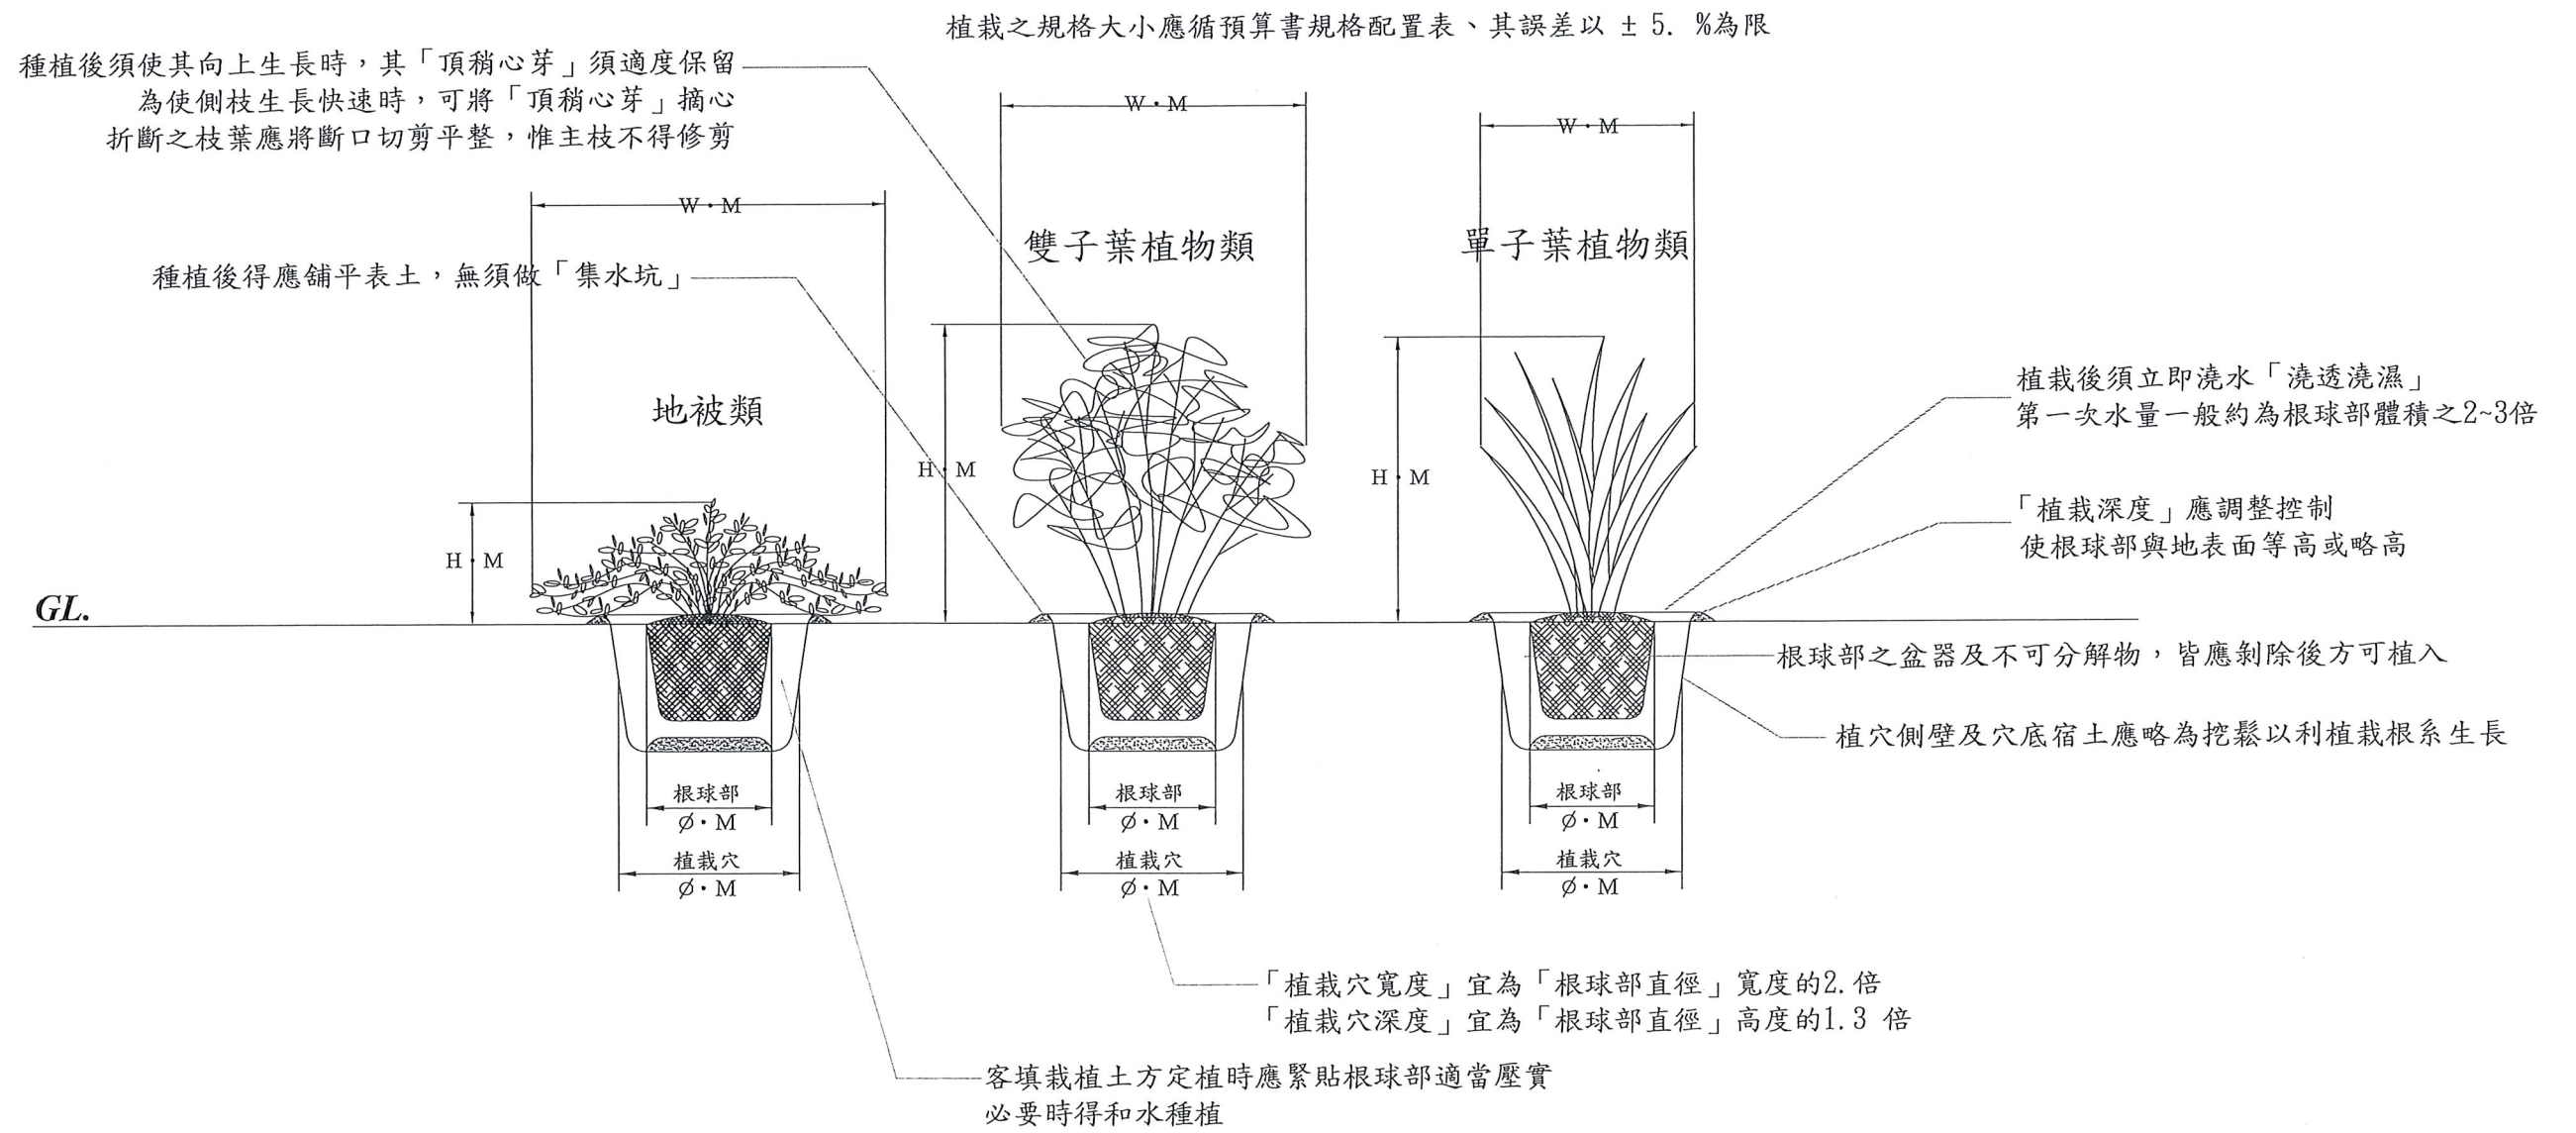 植栽之規格大小應循預算書規格配置表、其誤差以 ± 5. %為限
種植後須使其向上生長時，其「頂稍心芽」須適度保留
為使側枝生長快速時，可將「頂稍心芽」摘心
折斷之枝葉應將斷口切剪平整，惟主枝不得修剪
W·M
W·M
W·M
雙子葉植物類
單子葉植物類
種植後得應舖平表土，無須做「集水坑」
地被類
植栽後須立即澆水「澆透澆濕」
第一次水量一般約為根球部體積之2~3倍
H·M
H·M
H·M
「植栽深度」應調整控制
使根球部與地表面等高或略高
GL.
根球部之盆器及不可分解物，皆應剝除後方可植入
植穴側壁及穴底宿土應略為挖鬆以利植栽根系生長
根球部
Ø·M
植栽穴
Ø·M
根球部
Ø·M
植栽穴
Ø·M
根球部
Ø·M
植栽穴
Ø·M
「植栽穴寬度」宜為「根球部直徑」寬度的2.倍
「植栽穴深度」宜為「根球部直徑」高度的1.3 倍
客填栽植土方定植時應緊貼根球部適當壓實
必要時得和水種植